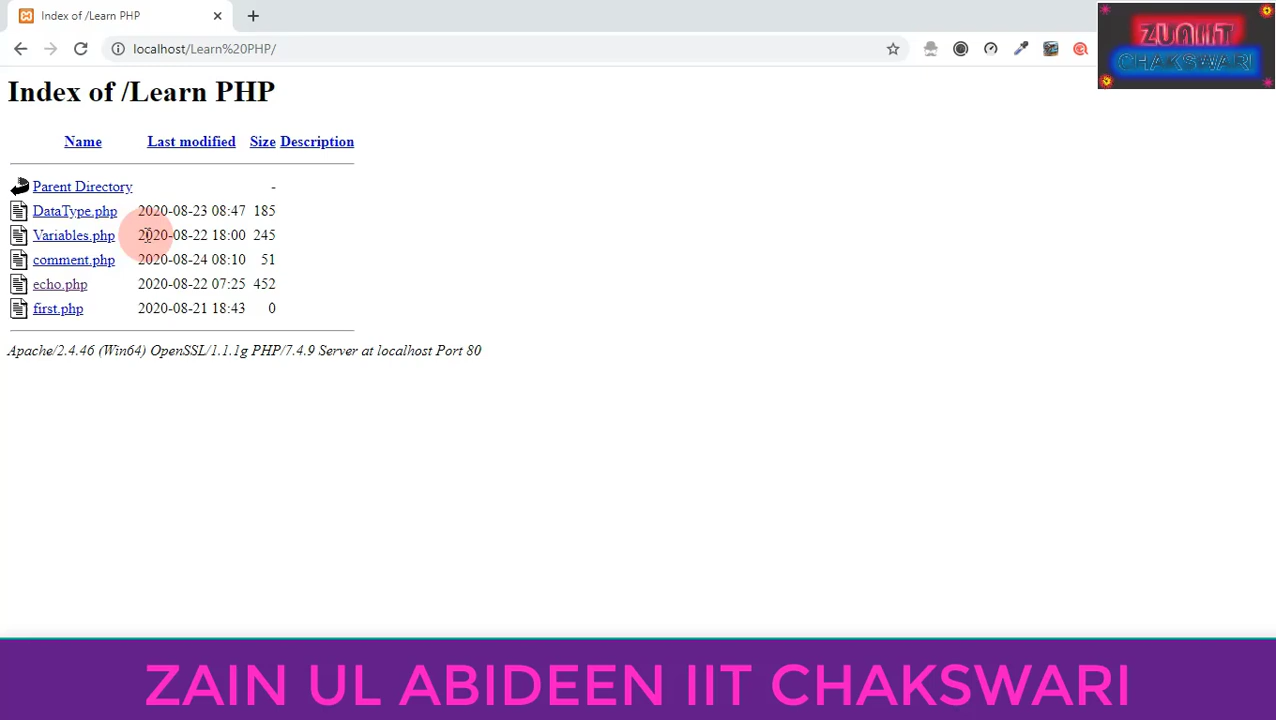 Index of /Learn PHP
localhost/Learn%20PHP/
ZUAIIT
CHAKSWARI
Index of /Learn PHP
Name Last modified Size Description
Parent Directory -
DataType.php 2020-08-23 08:47 185
Variables.php 2020-08-22 18:00 245
comment.php 2020-08-24 08:10 51
echo.php 2020-08-22 07:25 452
first.php 2020-08-21 18:43 0
Apache/2.4.46 (Win64) OpenSSL/1.1.1g PHP/7.4.9 Server at localhost Port 80
ZAIN UL ABIDEEN IIT CHAKSWARI